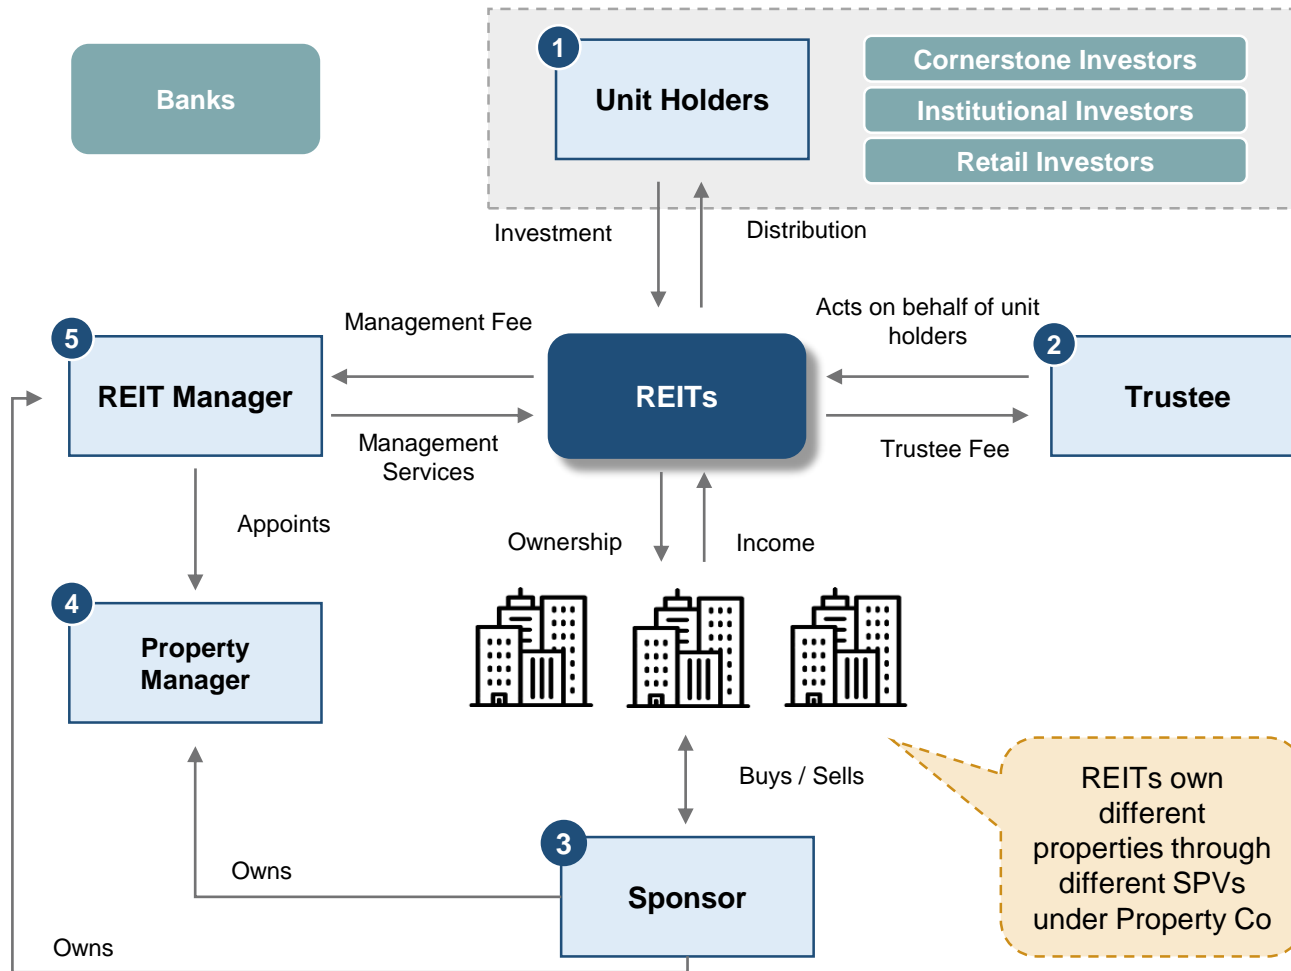 Banks
1
Unit Holders
Cornerstone Investors
Institutional Investors
Retail Investors
Investment
Distribution
5
REIT Manager
Management Fee
Management
Services
REITs
Acts on behalf of unit
holders
Trustee Fee
2
Trustee
Appoints
Ownership
Income
4
Property
Manager
Buys / Sells
REITs own
different
properties through
different SPVs
under Property Co
3
Sponsor
Owns
Owns